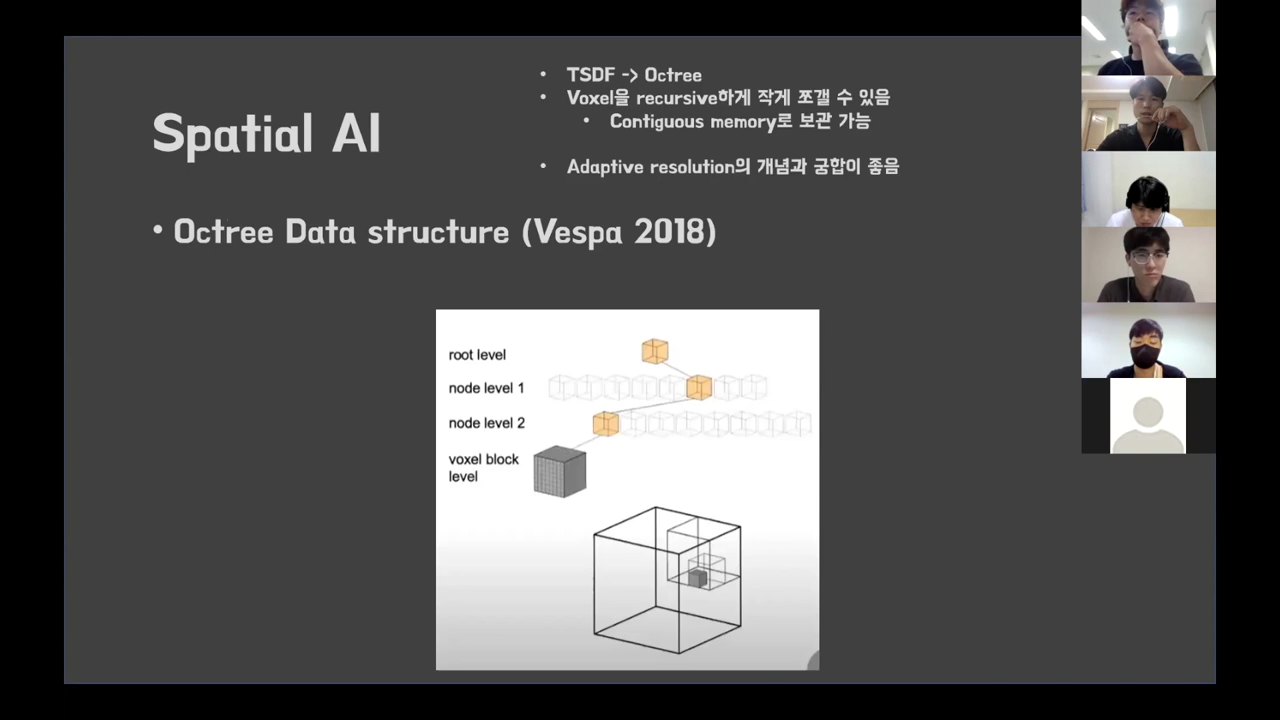 Spatial AI
• TSDF -> Octree
• Voxel을 recursive하게 작게 쪼갤 수 있음
• Contiguous memory로 보관 가능
• Adaptive resolution의 개념과 궁합이 좋음
• Octree Data structure (Vespa 2018)
root level
node level 1
node level 2
voxel block
level